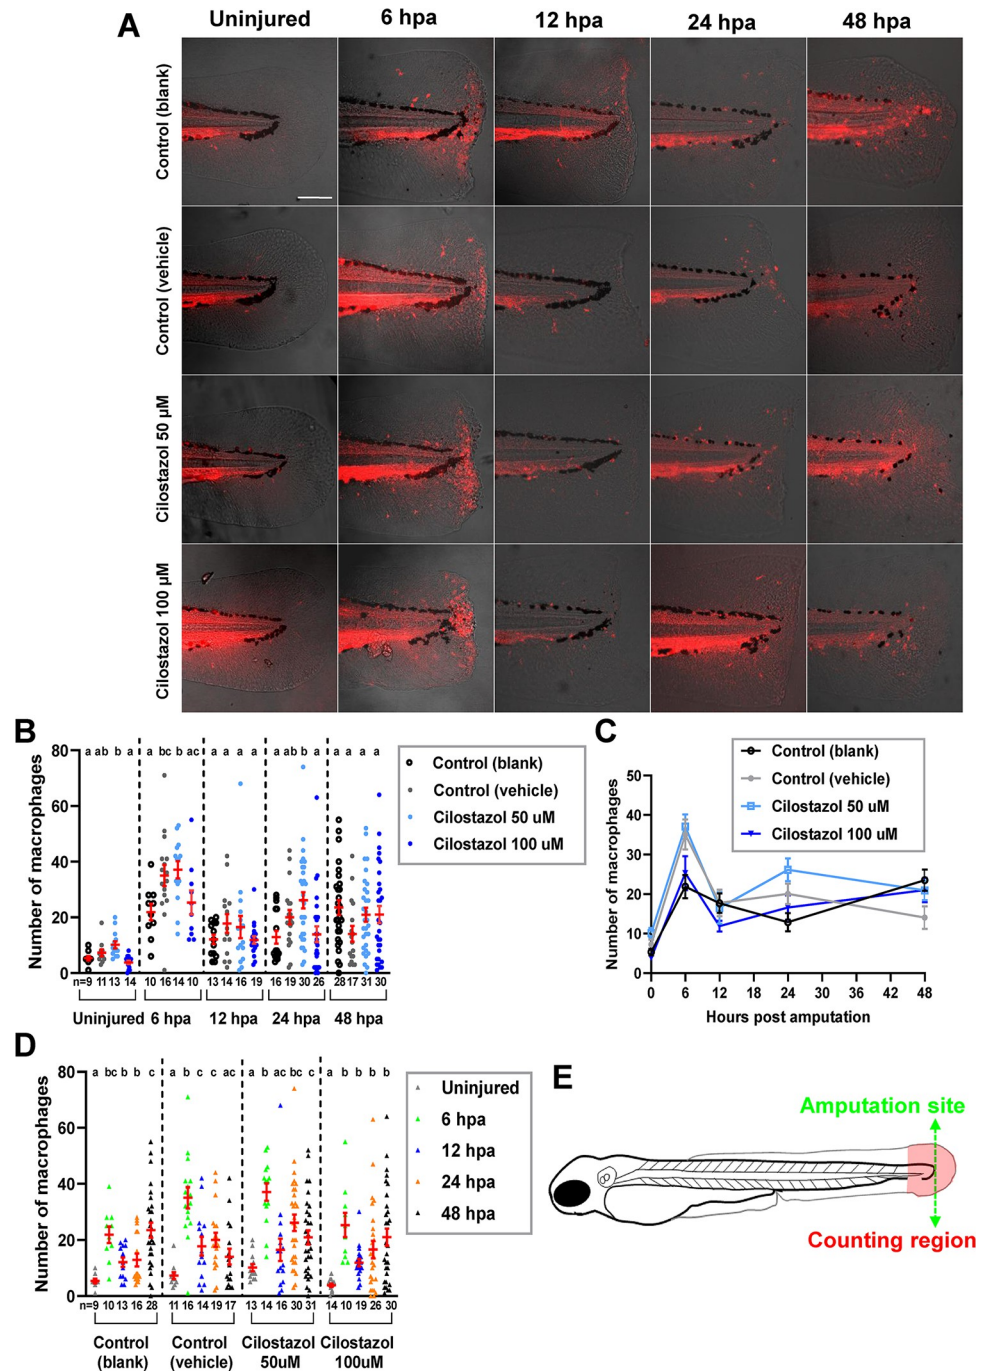 A
Uninjured 6 hpa 12 hpa 24 hpa 48 hpa
Control (blank)
Control (vehicle)
Cilostazol 50 µM
Cilostazol 100 µM
B
Number of macrophages
80
60
40
20
0
a ab b a a bc b ac a a a a a ab b a a a a a
n=9 11 13 14 10 16 14 10 13 14 16 19 16 19 30 26 28 17 31 30
Uninjured 6 hpa 12 hpa 24 hpa 48 hpa
Control (blank)
Control (vehicle)
Cilostazol 50 uM
Cilostazol 100 uM
C
Control (blank)
Control (vehicle)
Cilostazol 50 uM
Cilostazol 100 uM
Number of macrophages
50
40
30
20
10
0
0 6 12 18 24 30 36 42 48
Hours post amputation
D
Number of macrophages
80
60
40
20
0
a bc b b c a b c c ac a b ac bc c a b b b b
n=9 10 13 16 28 11 16 14 19 17 13 14 16 30 31 14 10 19 26 30
Control (blank)
Control (vehicle)
Cilostazol 50uM
Cilostazol 100uM
Uninjured
6 hpa
12 hpa
24 hpa
48 hpa
E
Amputation site
Counting region